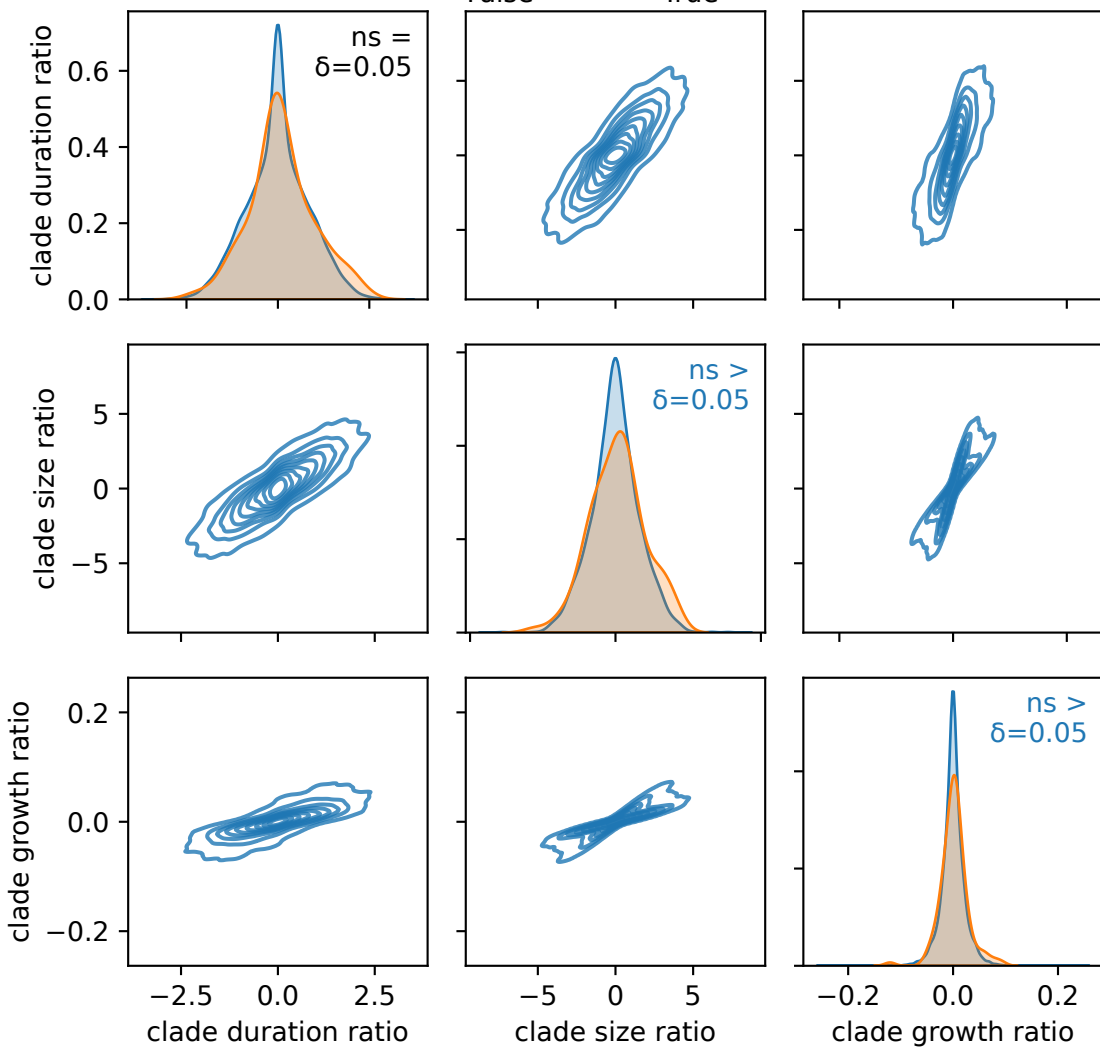 clade duration ratio
0.6
0.4
0.2
0.0
ns =
δ=0.05
clade size ratio
5
0
−5
ns >
δ=0.05
clade growth ratio
0.2
0.0
−0.2
ns >
δ=0.05
−2.5 0.0 2.5
−5 0 5
−0.2 0.0 0.2
clade duration ratio
clade size ratio
clade growth ratio